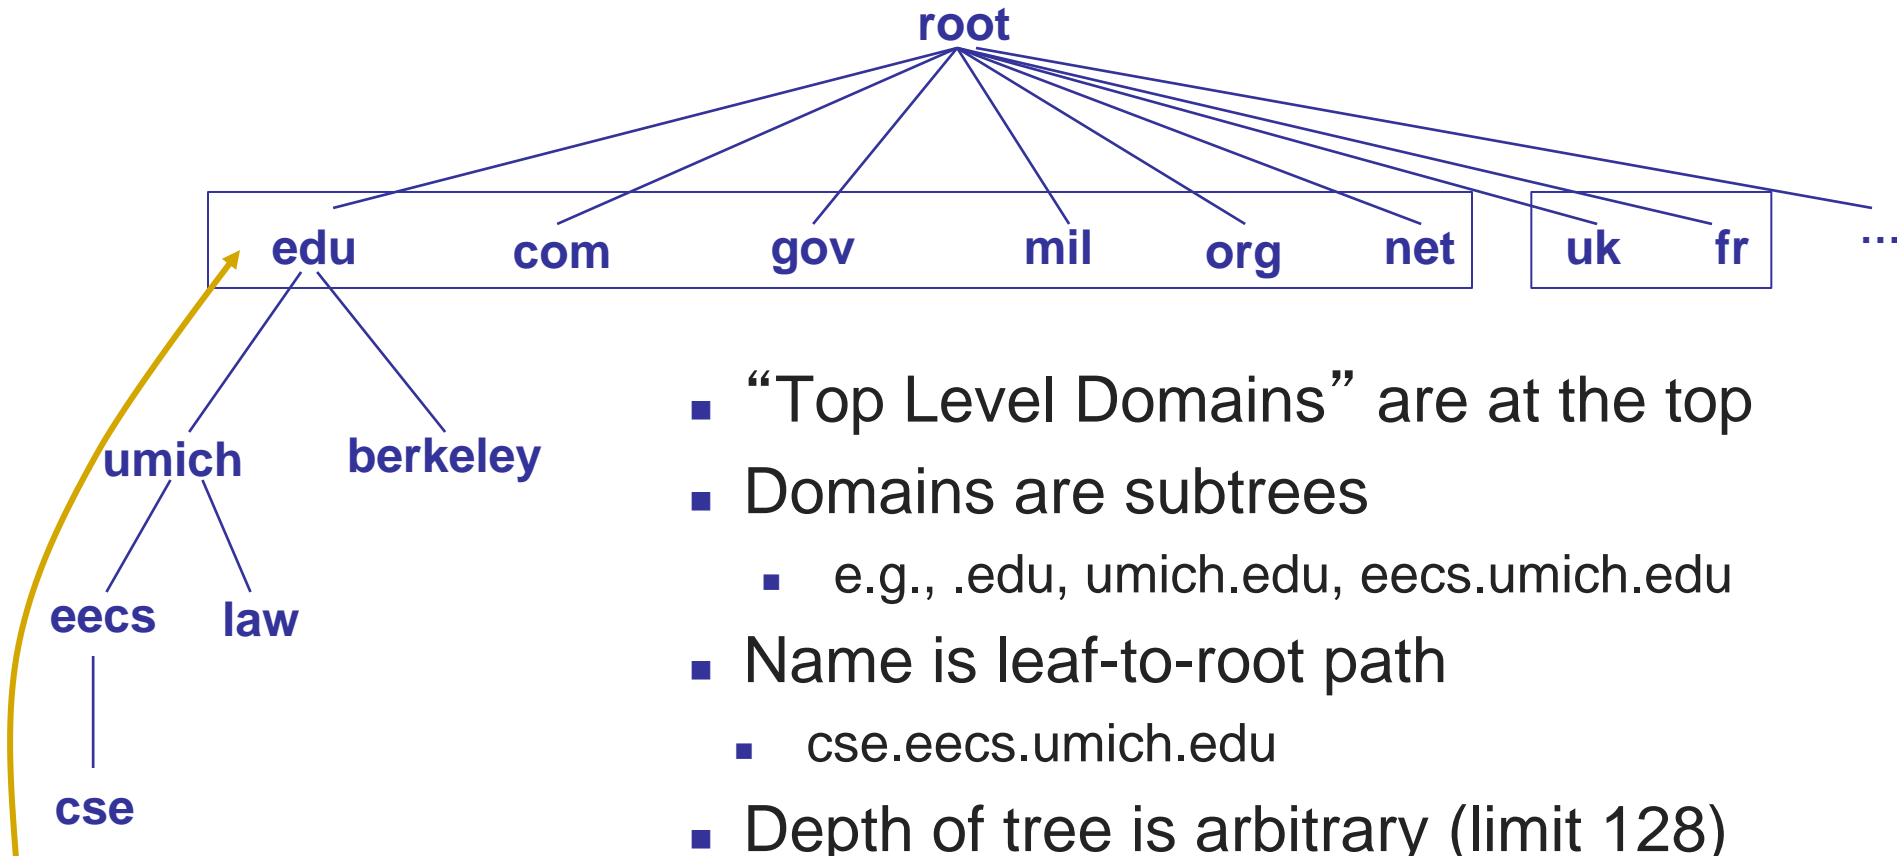 root
edu com gov mil org net uk fr ...
“Top Level Domains” are at the top
umich berkeley
Domains are subtrees
e.g., .edu, umich.edu, eecs.umich.edu
eecs law
Name is leaf-to-root path
cse.eecs.umich.edu
cse
Depth of tree is arbitrary (limit 128)